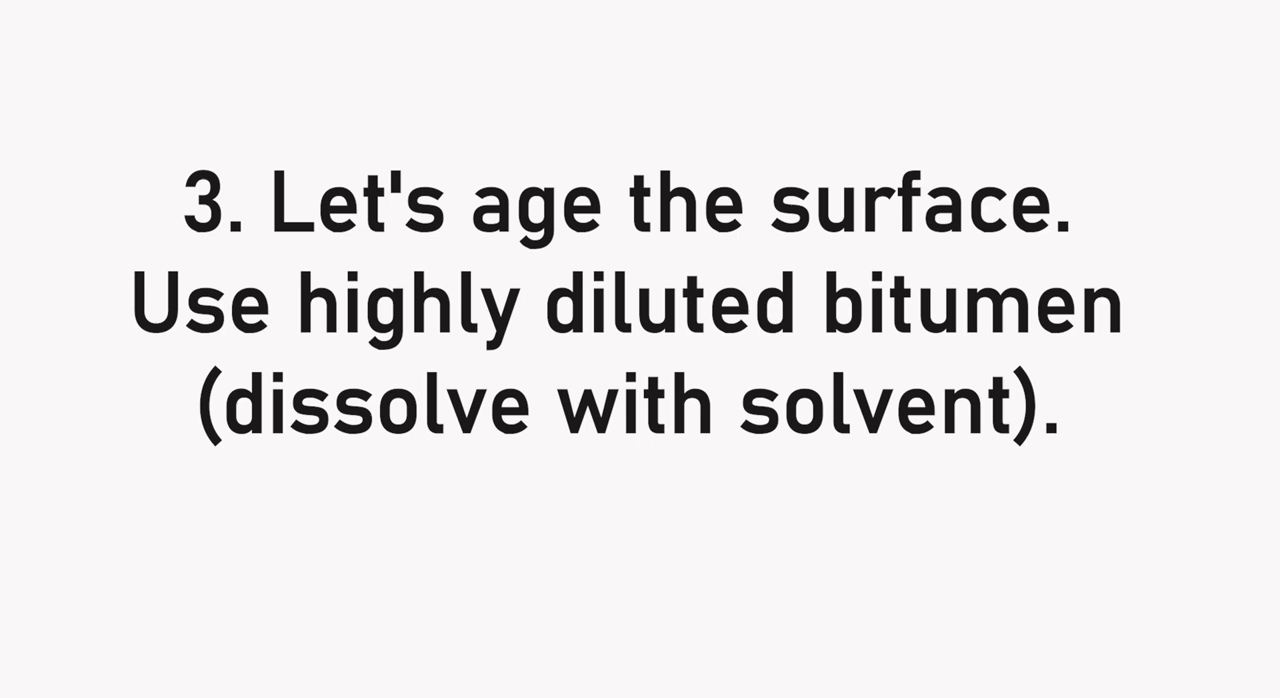 3. Let's age the surface.
Use highly diluted bitumen
(dissolve with solvent).